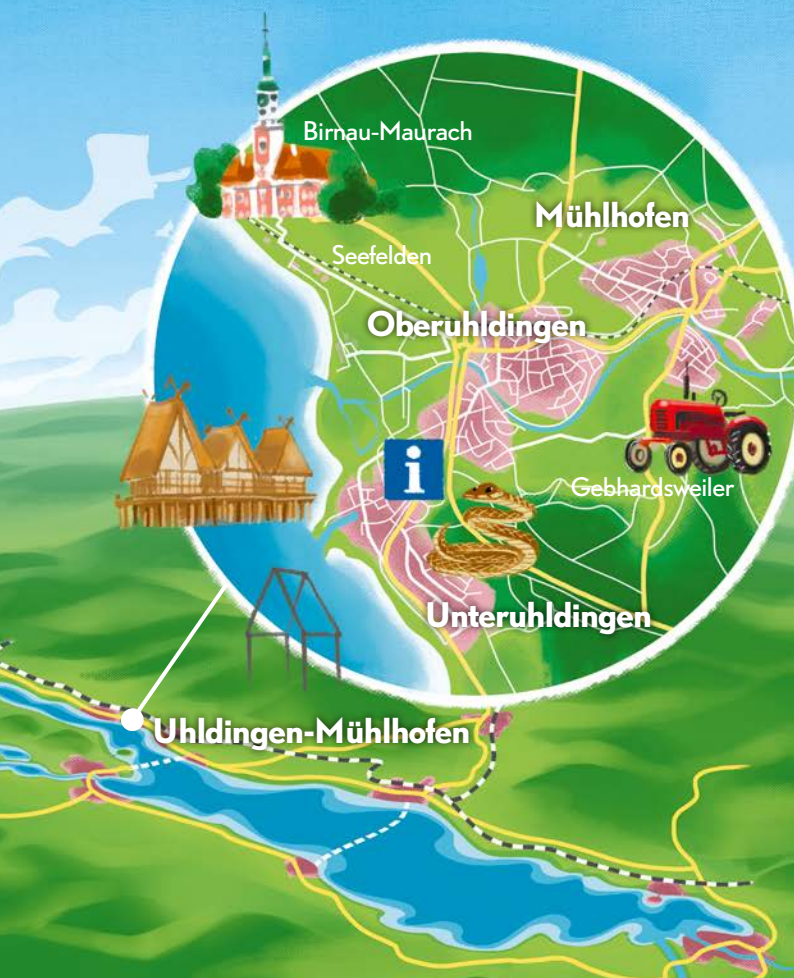 Birnau-Maurach
Mühlhofen
Seefelden
Oberuhldingen
i
Gebhardsweiler
Unteruhldingen
Uhldingen-Mühlhofen